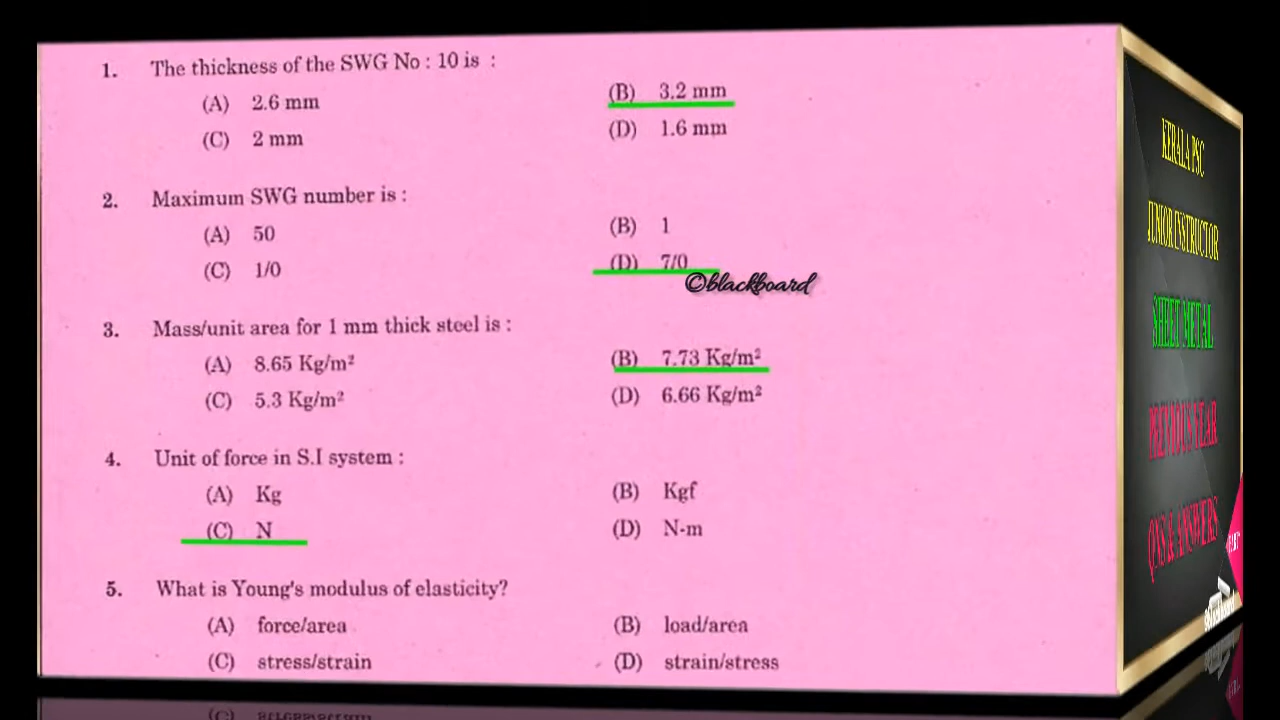 1. The thickness of the SWG No : 10 is :
(A) 2.6 mm (B) 3.2 mm
(C) 2 mm (D) 1.6 mm
2. Maximum SWG number is :
(A) 50 (B) 1
(C) 1/0 (D) 7/0
©blackboard
3. Mass/unit area for 1 mm thick steel is :
(A) 8.65 Kg/m² (B) 7.73 Kg/m²
(C) 5.3 Kg/m² (D) 6.66 Kg/m²
4. Unit of force in S.I system :
(A) Kg (B) Kgf
(C) N (D) N-m
5. What is Young's modulus of elasticity?
(A) force/area (B) load/area
(C) stress/strain (D) strain/stress
KERALA PSC
JUNIOR INSTRUCTOR
SHEET METAL
PREVIOUS YEAR
QNS & ANSWERS